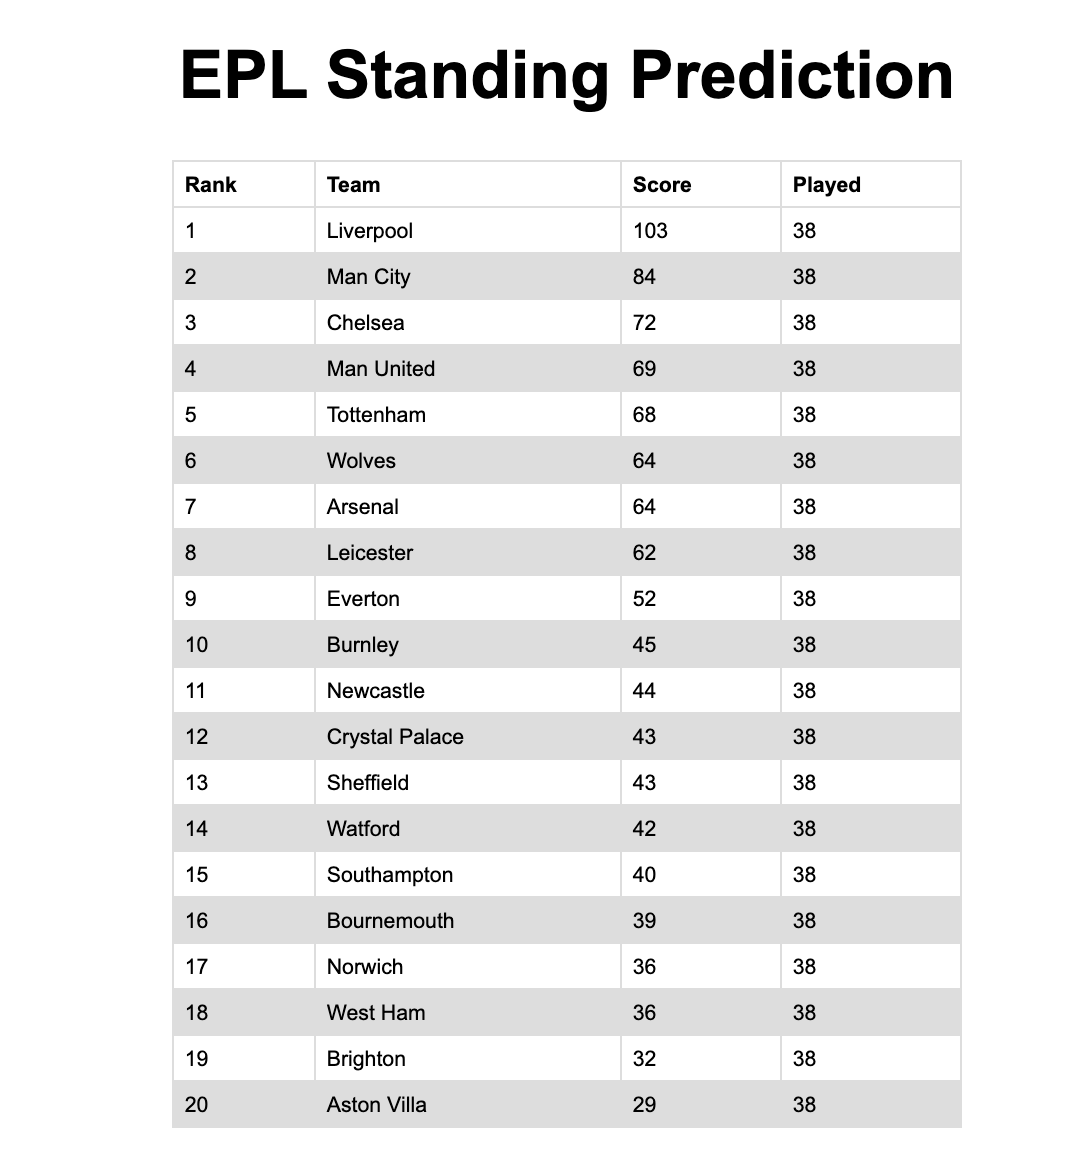 EPL Standing Prediction
Rank Team Score Played
1 Liverpool 103 38
2 Man City 84 38
3 Chelsea 72 38
4 Man United 69 38
5 Tottenham 68 38
6 Wolves 64 38
7 Arsenal 64 38
8 Leicester 62 38
9 Everton 52 38
10 Burnley 45 38
11 Newcastle 44 38
12 Crystal Palace 43 38
13 Sheffield 43 38
14 Watford 42 38
15 Southampton 40 38
16 Bournemouth 39 38
17 Norwich 36 38
18 West Ham 36 38
19 Brighton 32 38
20 Aston Villa 29 38